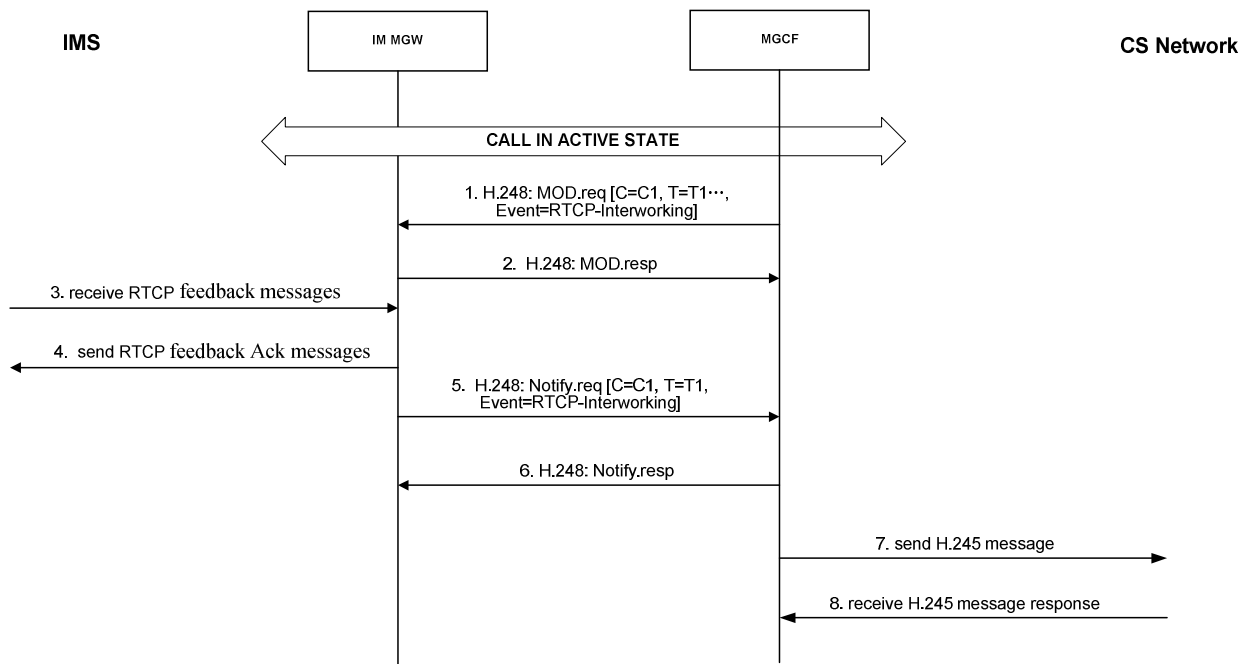 IMS
IM MGW
MGCF
CS Network
CALL IN ACTIVE STATE
1. H.248: MOD.req [C=C1, T=T1···,
Event=RTCP-Interworking]
2. H.248: MOD.resp
3. receive RTCP feedback messages
4. send RTCP feedback Ack messages
5. H.248: Notify.req [C=C1, T=T1,
Event=RTCP-Interworking]
6. H.248: Notify.resp
7. send H.245 message
8. receive H.245 message response